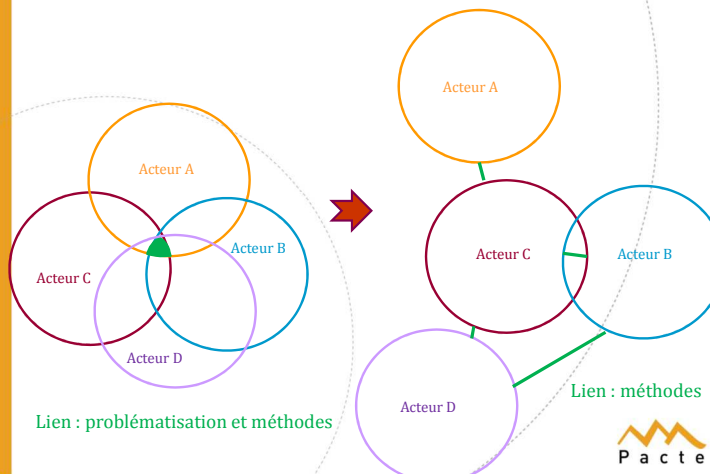 Acteur A
Acteur B
Acteur C
Acteur D
Lien : problématisation et méthodes
Acteur A
Acteur C
Acteur B
Acteur D
Lien : méthodes
Pacte